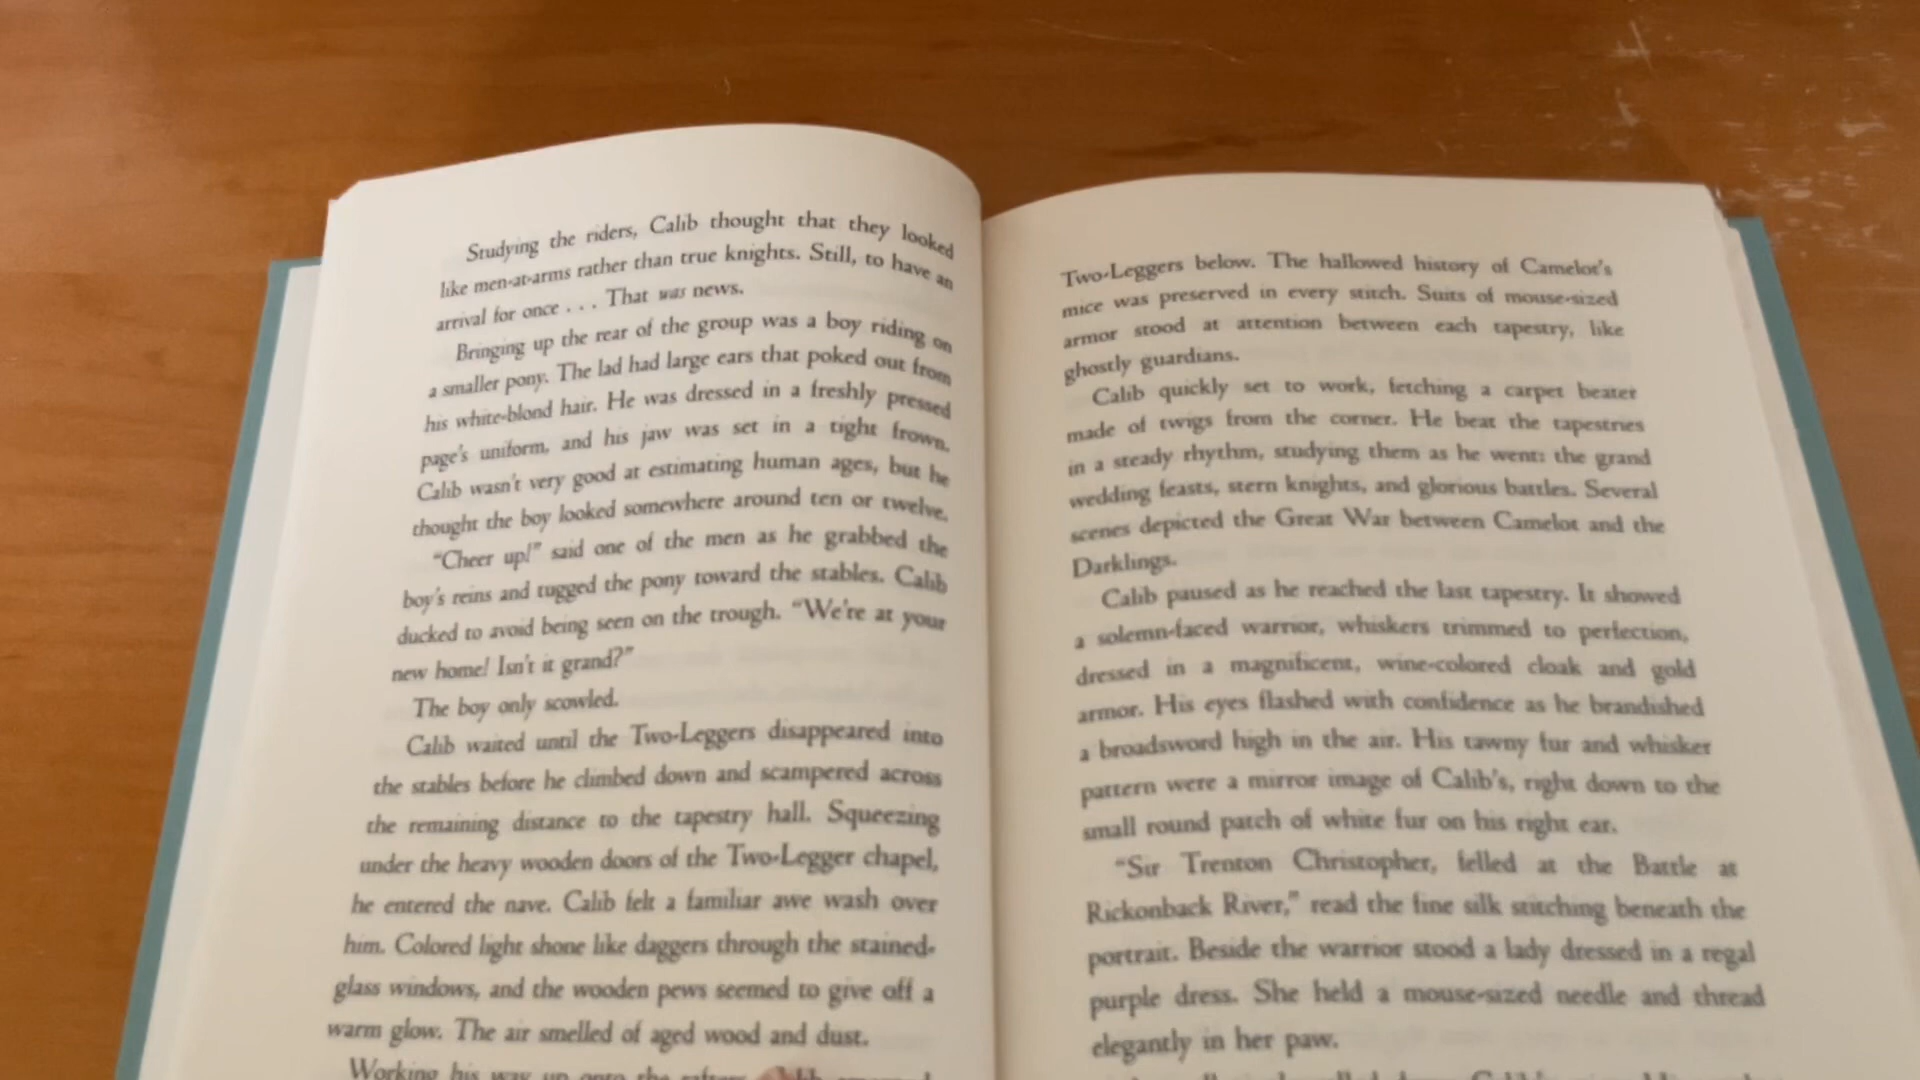 Studying the riders, Calib thought that they looked
like men-at-arms rather than true knights. Still, to have an
arrival for once . . . That was news.
Bringing up the rear of the group was a boy riding on
a smaller pony. The lad had large ears that poked out from
his white-blond hair. He was dressed in a freshly pressed
page's uniform, and his jaw was set in a tight frown.
Calib wasn't very good at estimating human ages, but he
thought the boy looked somewhere around ten or twelve.
"Cheer up!" said one of the men as he grabbed the
boy's reins and tugged the pony toward the stables. Calib
ducked to avoid being seen on the trough. "We're at your
new home! Isn't it grand?"
The boy only scowled.
Calib waited until the Two-Leggers disappeared into
the stables before he climbed down and scampered across
the remaining distance to the tapestry hall. Squeezing
under the heavy wooden doors of the Two-Legger chapel,
he entered the nave. Calib felt a familiar awe wash over
him. Colored light shone like daggers through the stained-
glass windows, and the wooden pews seemed to give off a
warm glow. The air smelled of aged wood and dust.
Working his way up onto the rafters
Two-Leggers below. The hallowed history of Camelot's
mice was preserved in every stitch. Suits of mouse-sized
armor stood at attention between each tapestry, like
ghostly guardians.
Calib quickly set to work, fetching a carpet beater
made of twigs from the corner. He beat the tapestries
in a steady rhythm, studying them as he went: the grand
wedding feasts, stern knights, and glorious battles. Several
scenes depicted the Great War between Camelot and the
Darklings.
Calib paused as he reached the last tapestry. It showed
a solemn-faced warrior, whiskers trimmed to perfection,
dressed in a magnificent, wine-colored cloak and gold
armor. His eyes flashed with confidence as he brandished
a broadsword high in the air. His tawny fur and whisker
pattern were a mirror image of Calib's, right down to the
small round patch of white fur on his right ear.
"Sir Trenton Christopher, felled at the Battle at
Rickonback River," read the fine silk stitching beneath the
portrait. Beside the warrior stood a lady dressed in a regal
purple dress. She held a mouse-sized needle and thread
elegantly in her paw.